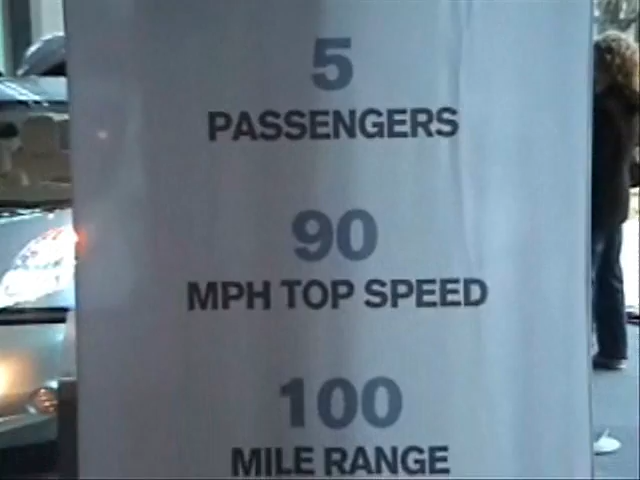 5
PASSENGERS
90
MPH TOP SPEED
100
MILE RANGE